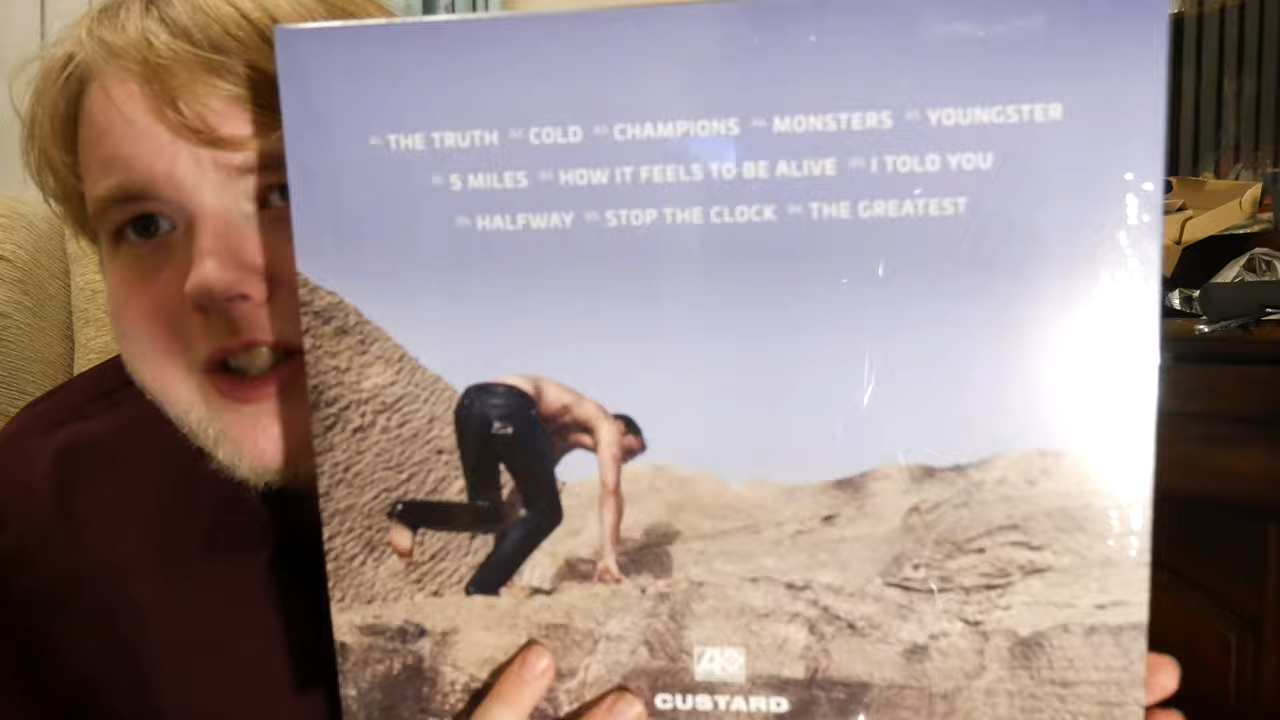 THE TRUTH COLD CHAMPIONS MONSTERS YOUNGSTER
5 MILES HOW IT FEELS TO BE ALIVE I TOLD YOU
HALFWAY STOP THE CLOCK THE GREATEST
CUSTARD